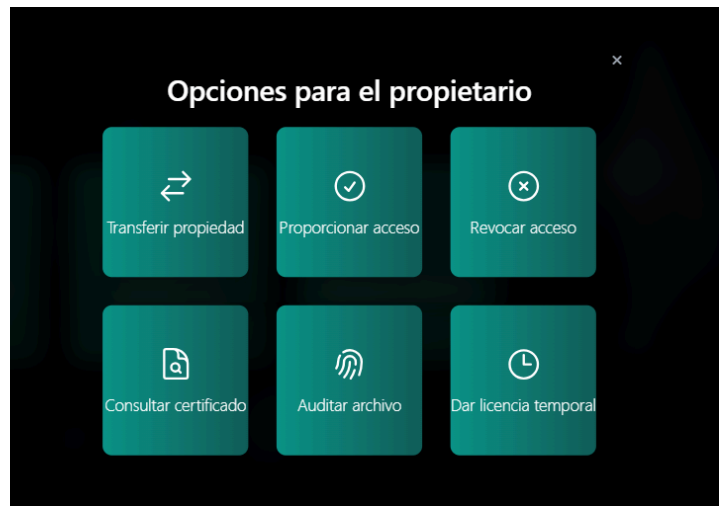 Opciones para el propietario
Transferir propiedad
Proporcionar acceso
Revocar acceso
Consultar certificado
Auditar archivo
Dar licencia temporal